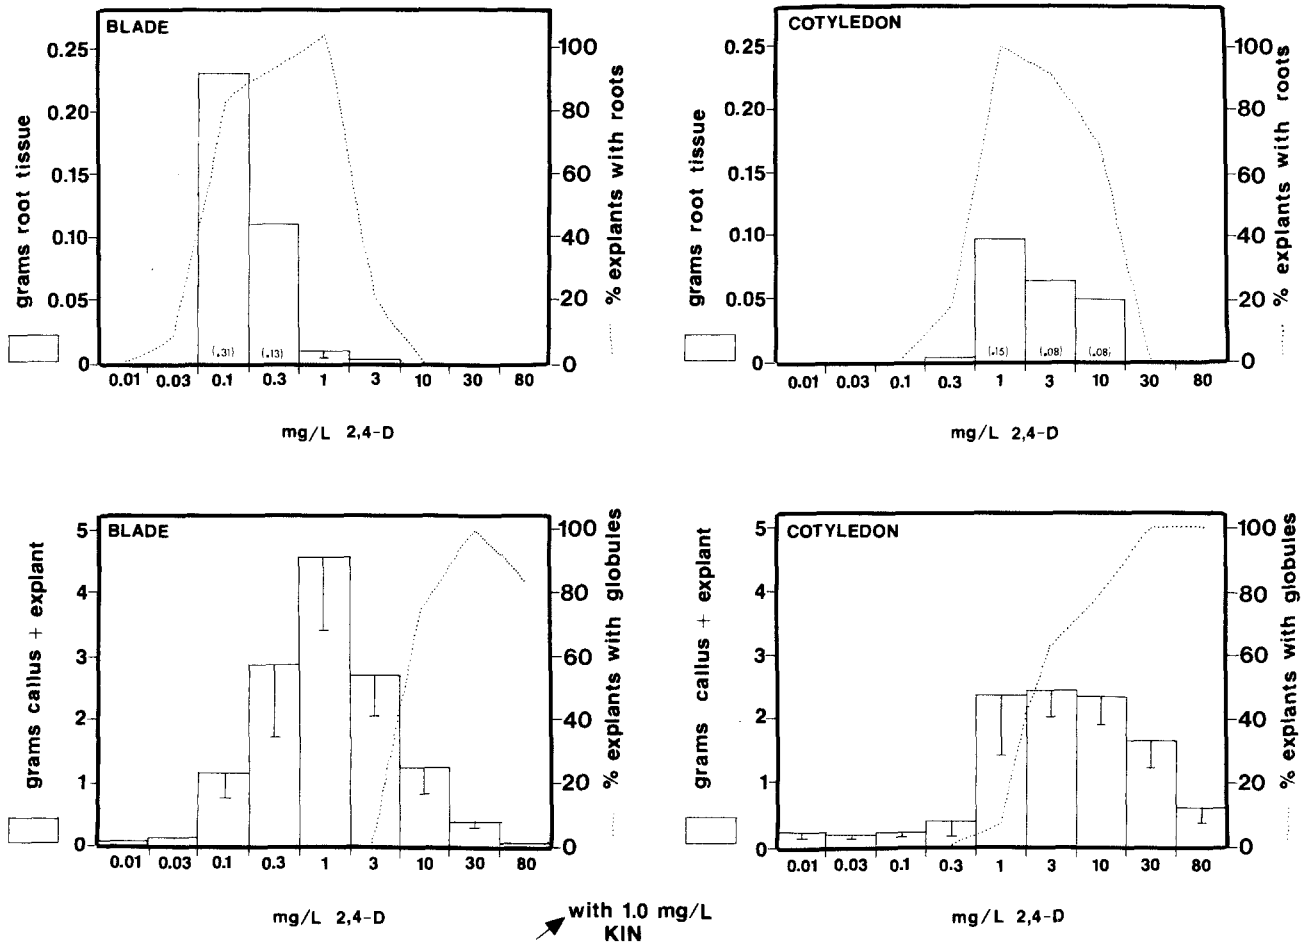 BLADE
0.25
0.20
0.15
0.10
0.05
0
grams root tissue
100
80
60
40
20
0
% explants with roots
(.31)
(.13)
0.01 0.03 0.1 0.3 1 3 10 30 80
mg/L 2,4-D
COTYLEDON
0.25
0.20
0.15
0.10
0.05
0
grams root tissue
100
80
60
40
20
0
% explants with roots
(.15)
(.08)
(.08)
0.01 0.03 0.1 0.3 1 3 10 30 80
mg/L 2,4-D
BLADE
5
4
3
2
1
0
grams callus + explant
100
80
60
40
20
0
% explants with globules
0.01 0.03 0.1 0.3 1 3 10 30 80
mg/L 2,4-D
COTYLEDON
5
4
3
2
1
0
grams callus + explant
100
80
60
40
20
0
% explants with globules
0.01 0.03 0.1 0.3 1 3 10 30 80
mg/L 2,4-D
with 1.0 mg/L
KIN